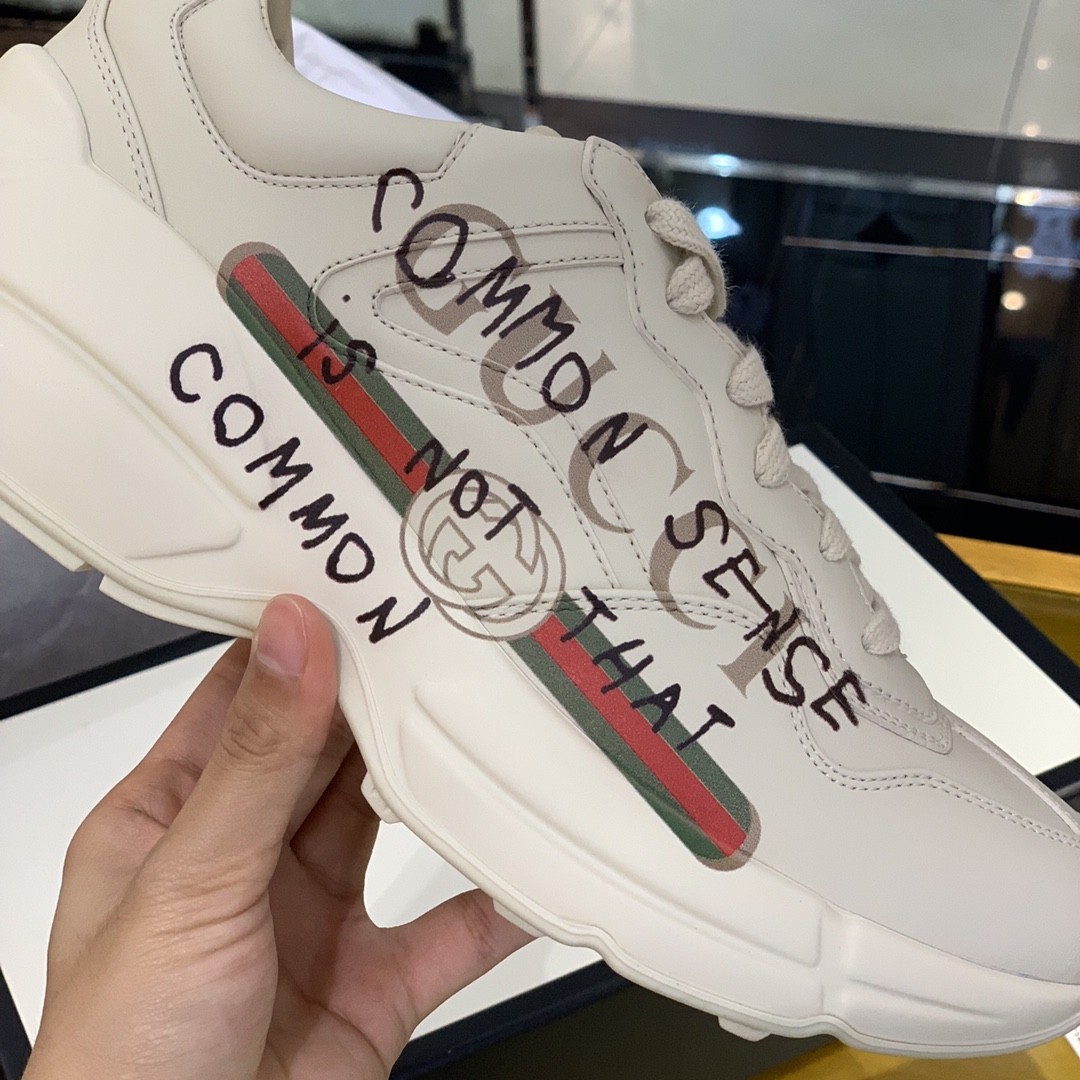 GUCCI
COMMON SENSE
iS NOT THAT
COMMON